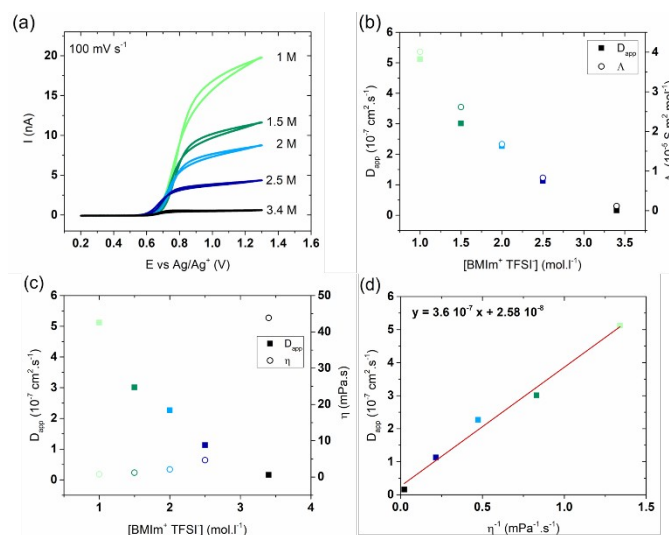 (a)
100 mV s⁻¹
1 M
1.5 M
2 M
2.5 M
3.4 M
I (nA)
20
15
10
5
0
0.2 0.4 0.6 0.8 1.0 1.2 1.4 1.6
E vs Ag/Ag⁺ (V)
(b)
D_app
Λ
D_app (10⁻⁷ cm².s⁻¹)
6
5
4
3
2
1
0
4
3
2
1
0
1.0 1.5 2.0 2.5 3.0 3.5
[BMIm⁺ TFSI⁻] (mol.l⁻¹)
(c)
D_app
η
D_app (10⁻⁷ cm².s⁻¹)
6
5
4
3
2
1
0
50
40
30
20
10
0
η (mPa.s)
1 2 3
[BMIm⁺ TFSI⁻] (mol.l⁻¹)
(d)
y = 3.6 10⁻⁷ x + 2.58 10⁻⁸
D_app (10⁻⁷ cm².s⁻¹)
6
5
4
3
2
1
0
0.0 0.5 1.0 1.5
η⁻¹ (mPa⁻¹.s⁻¹)